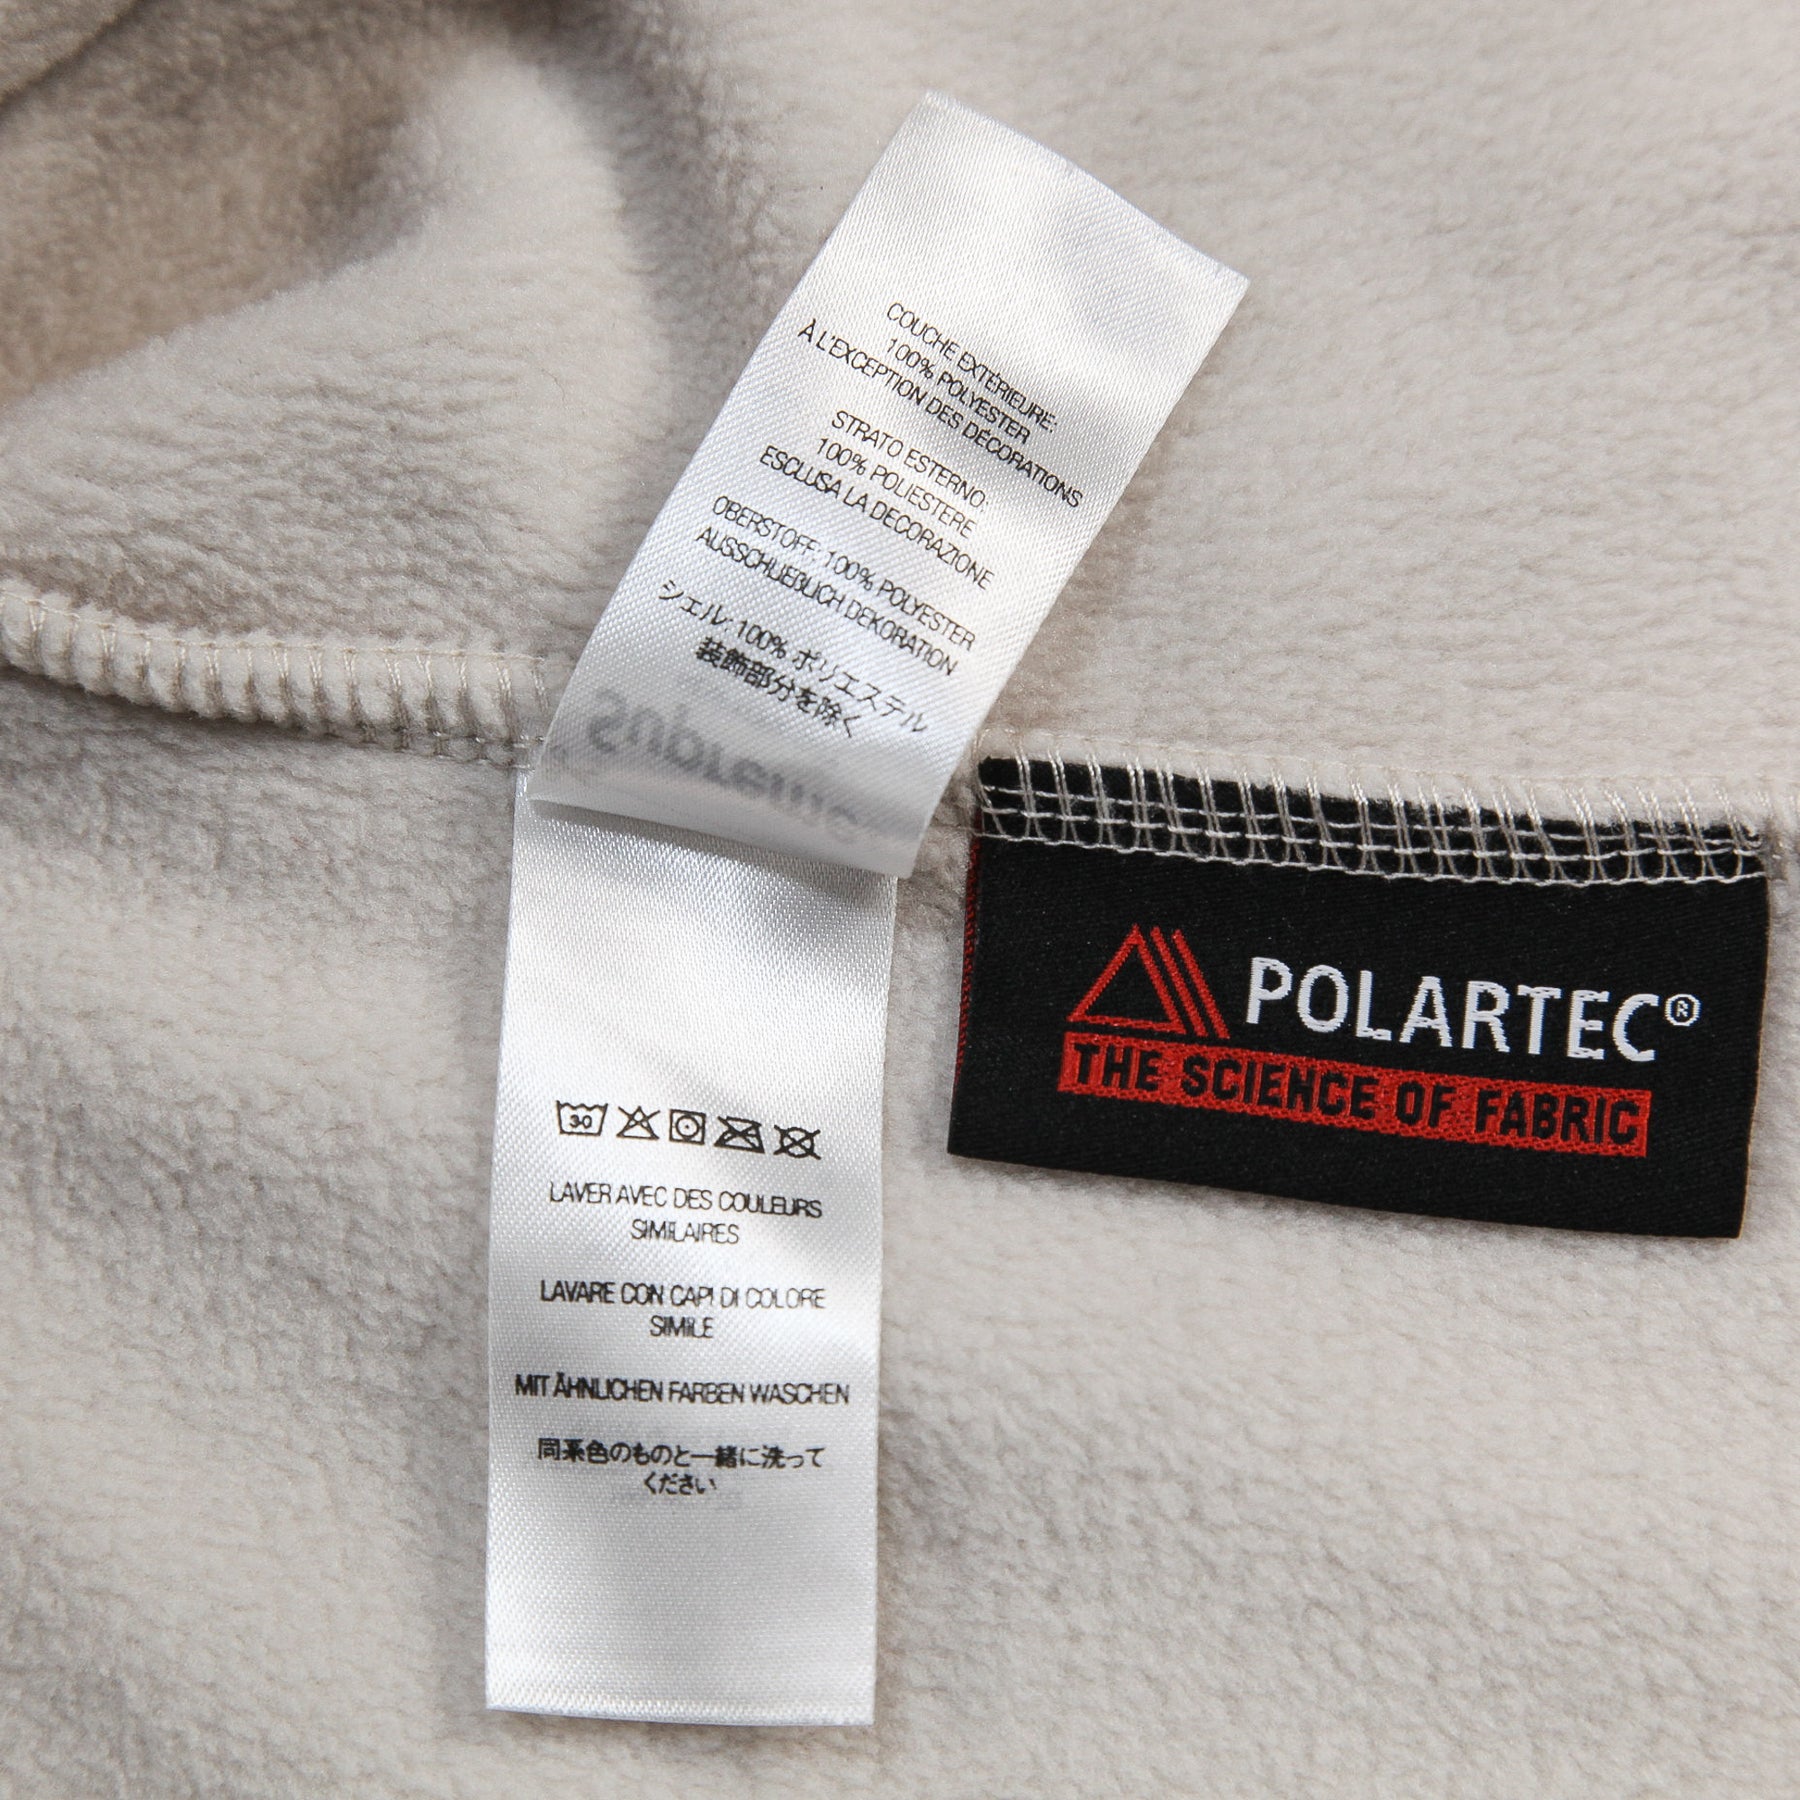 COUCHE EXTÉRIEURE:
100% POLYESTER
À L'EXCEPTION DES DÉCORATIONS
STRATO ESTERNO:
100% POLIESTERE
ESCLUSA LA DECORAZIONE
OBERSTOFF: 100% POLYESTER
AUSSCHLIEßLICH DEKORATION
シェル: 100% ポリエステル
装飾部分を除く
Supreme
POLARTEC®
THE SCIENCE OF FABRIC
30
LAVER AVEC DES COULEURS
SIMILAIRES
LAVARE CON CAPI DI COLORE
SIMILE
MIT ÄHNLICHEN FARBEN WASCHEN
同系色のものと一緒に洗って
ください